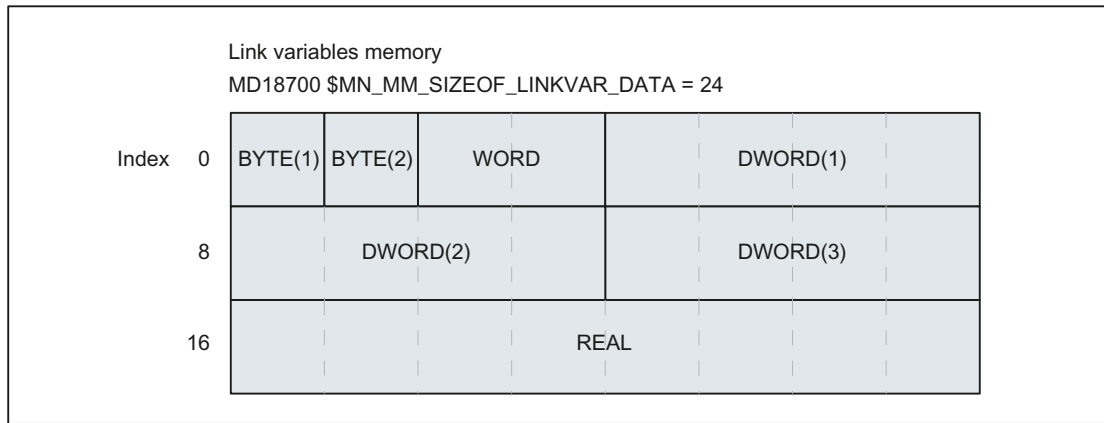 Link variables memory
MD18700 $MN_MM_SIZEOF_LINKVAR_DATA = 24
Index 0 BYTE(1) BYTE(2) WORD DWORD(1)
8 DWORD(2) DWORD(3)
16 REAL